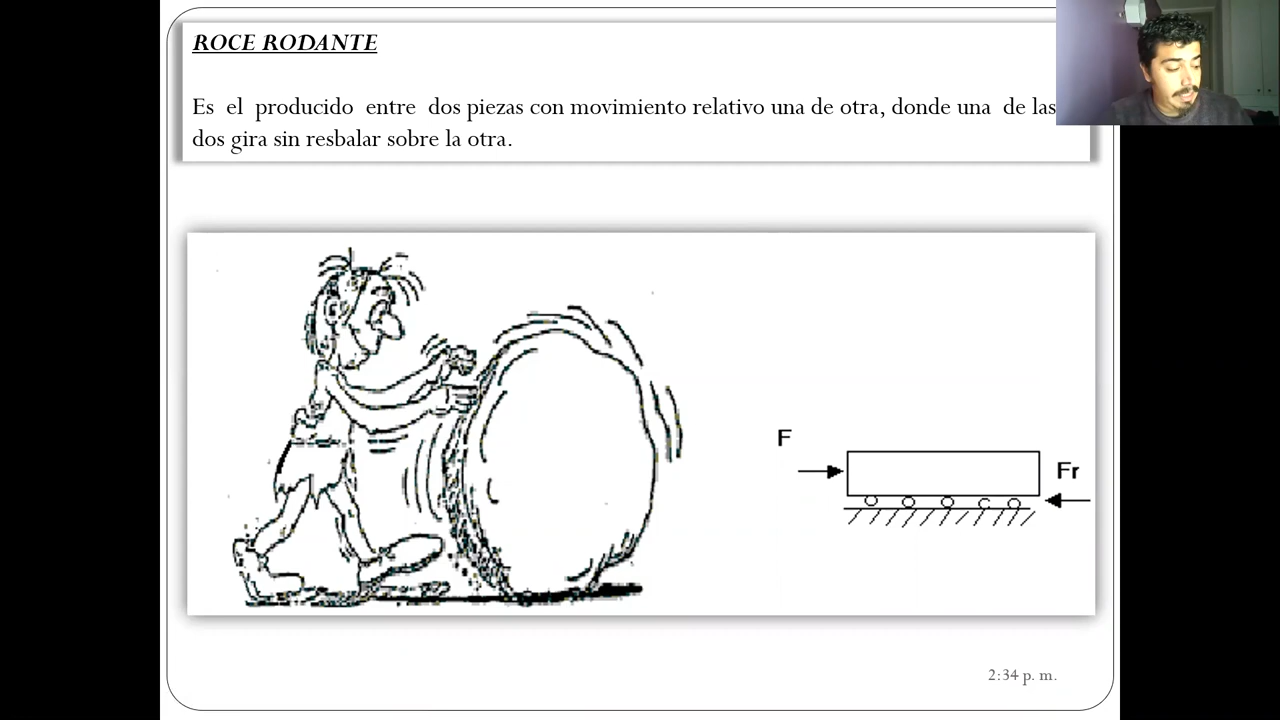 ROCE RODANTE
Es el producido entre dos piezas con movimiento relativo una de otra, donde una de las
dos gira sin resbalar sobre la otra.
F
Fr
2:34 p. m.